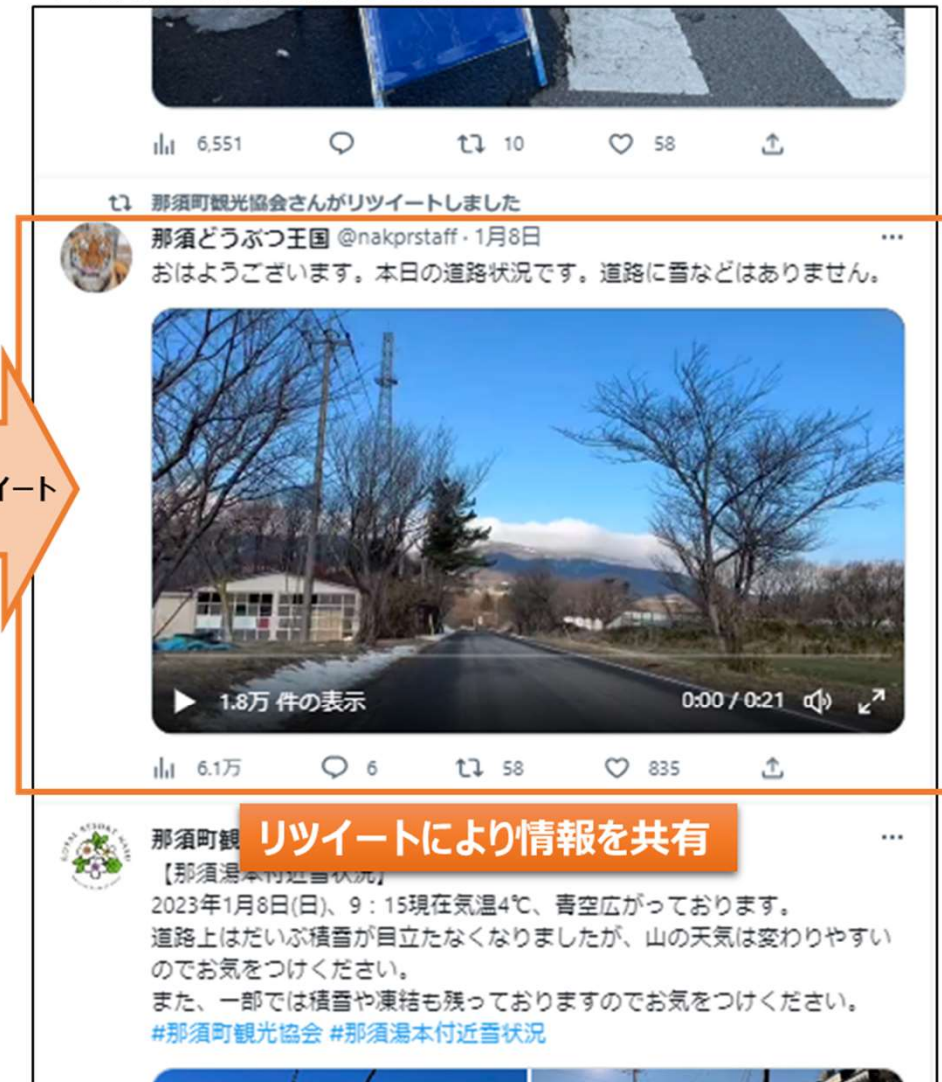 6,551 10 58
那須町観光協会さんがリツイートしました
那須どうぶつ王国 @nakprstaff · 1月8日
おはようございます。本日の道路状況です。道路に雪などはありません。
イート
1.8万 件の表示 0:00 / 0:21
6.1万 6 58 835
那須町観
リツイートにより情報を共有
【那須湯本付近雪状況】
2023年1月8日(日)、9：15現在気温4℃、青空広がっております。
道路上はだいぶ積雪が目立たなくなりましたが、山の天気は変わりやすい
のでお気をつけください。
また、一部では積雪や凍結も残っておりますのでお気をつけください。
#那須町観光協会 #那須湯本付近雪状況